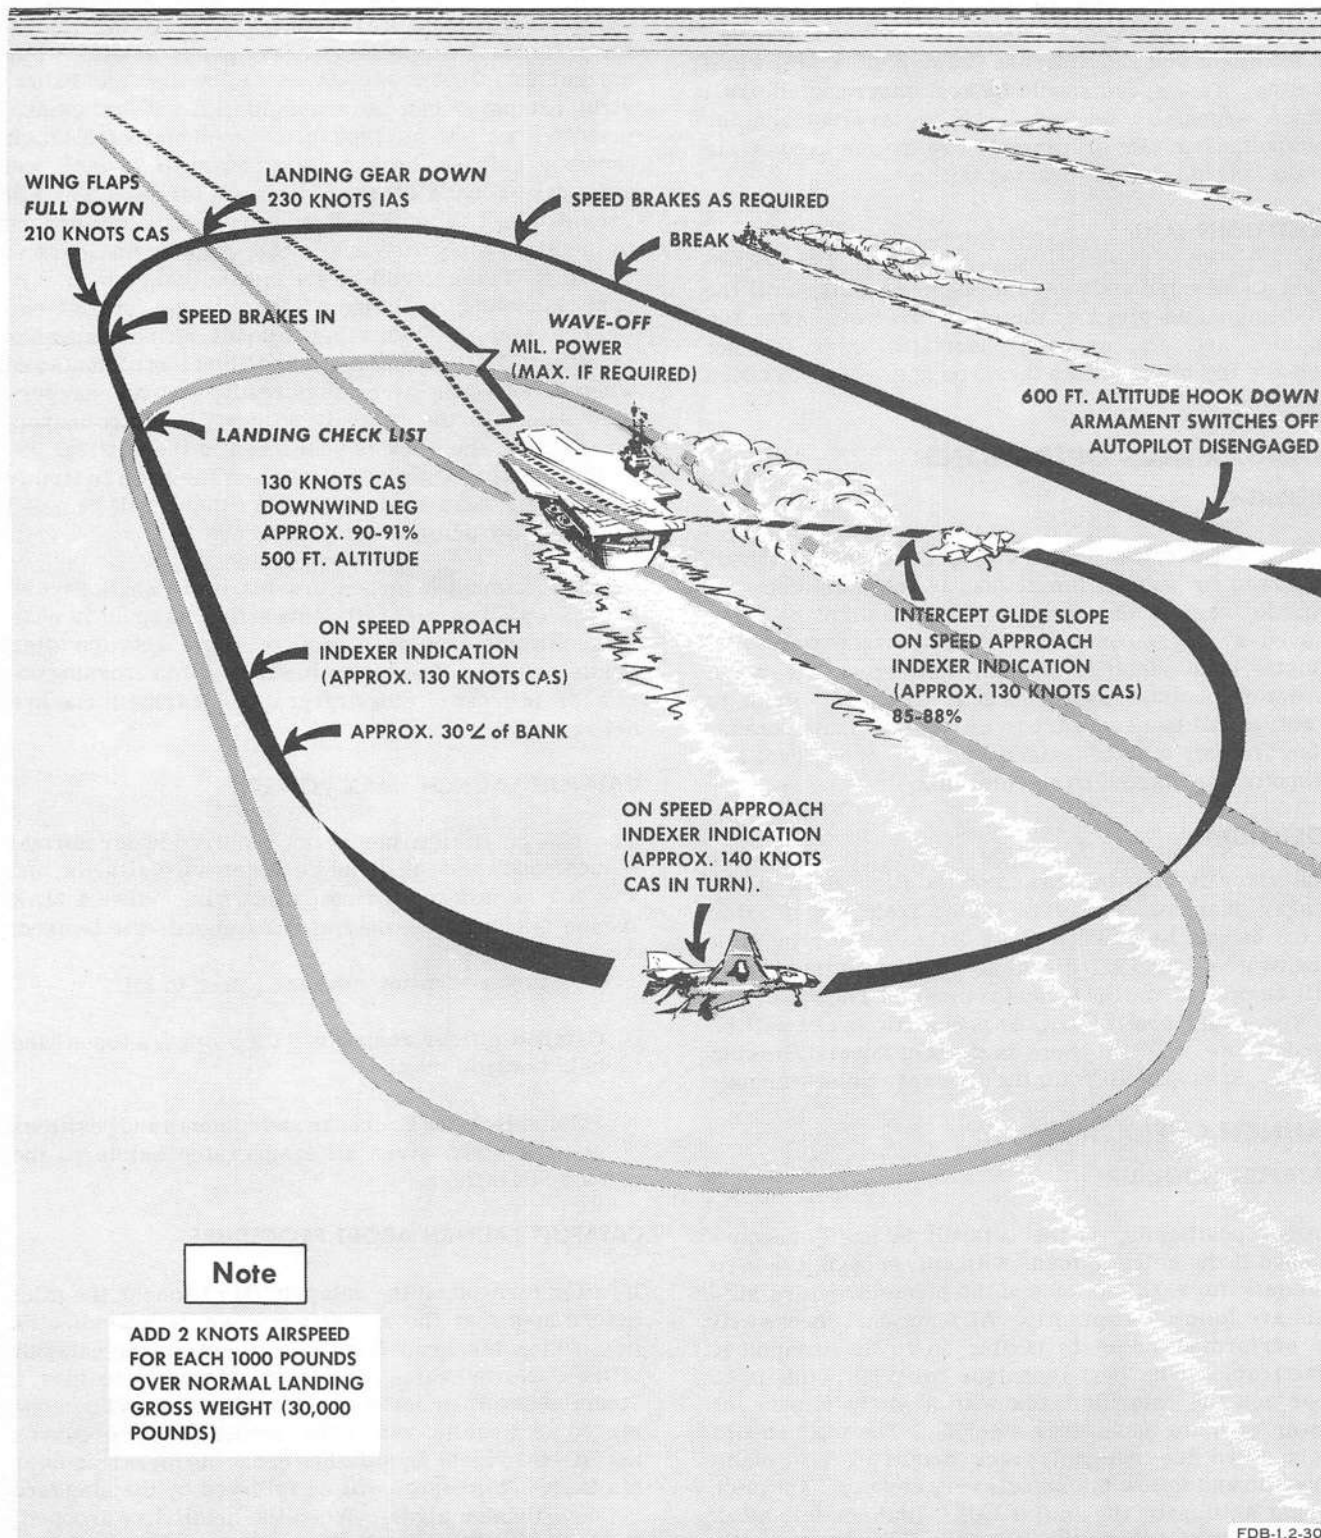 WING FLAPS
FULL DOWN
210 KNOTS CAS
LANDING GEAR DOWN
230 KNOTS IAS
SPEED BRAKES AS REQUIRED
BREAK
SPEED BRAKES IN
WAVE-OFF
MIL. POWER
(MAX. IF REQUIRED)
600 FT. ALTITUDE HOOK DOWN
ARMAMENT SWITCHES OFF
AUTOPILOT DISENGAGED
LANDING CHECK LIST
130 KNOTS CAS
DOWNWIND LEG
APPROX. 90-91%
500 FT. ALTITUDE
ON SPEED APPROACH
INDEXER INDICATION
(APPROX. 130 KNOTS CAS)
INTERCEPT GLIDE SLOPE
ON SPEED APPROACH
INDEXER INDICATION
(APPROX. 130 KNOTS CAS)
85-88%
APPROX. 30°∠ of BANK
ON SPEED APPROACH
INDEXER INDICATION
(APPROX. 140 KNOTS
CAS IN TURN).
Note
ADD 2 KNOTS AIRSPEED
FOR EACH 1000 POUNDS
OVER NORMAL LANDING
GROSS WEIGHT (30,000
POUNDS)
FDB-1.2-30